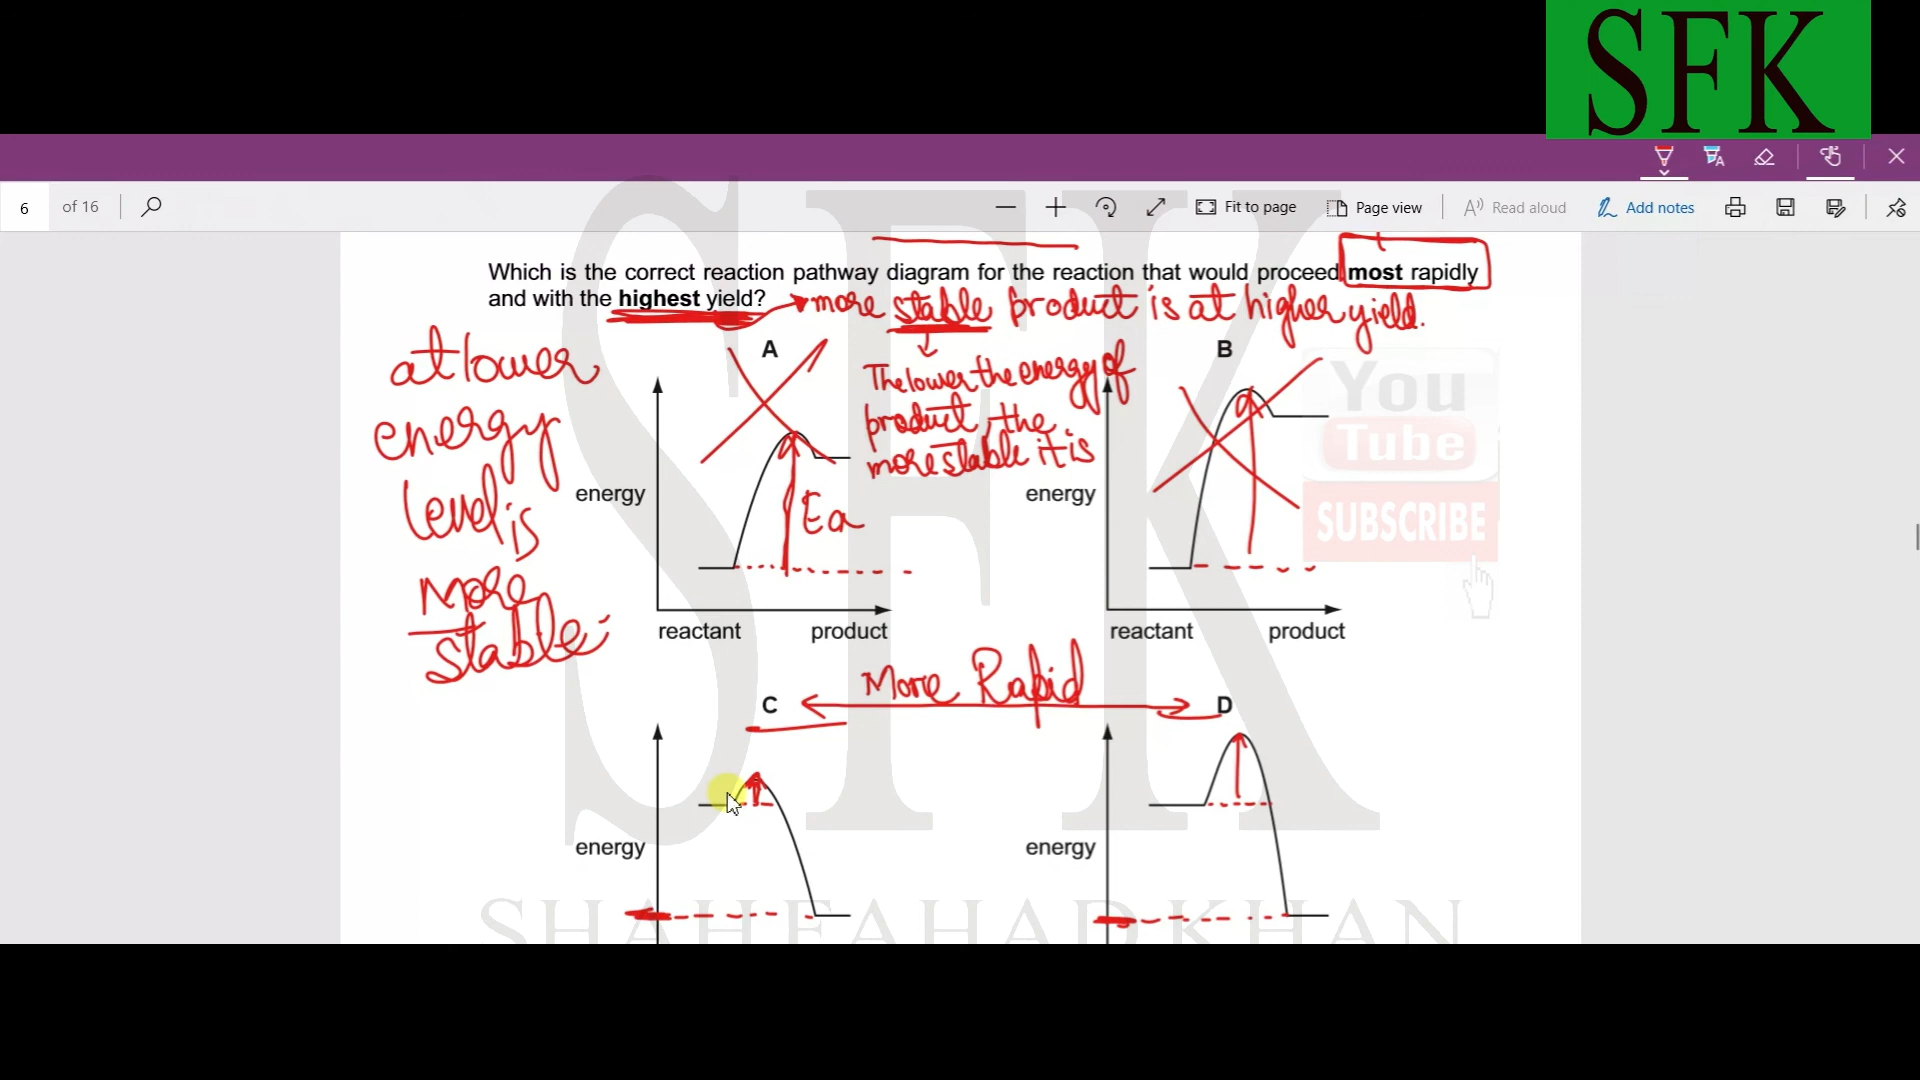 SFK
6 of 16
Fit to page
Page view
Read aloud
Add notes
Which is the correct reaction pathway diagram for the reaction that would proceed most rapidly
and with the highest yield?
more stable product is at higher yield.
at lower
energy
level is
more
stable
A
The lower the energy of
product, the
more stable it is
energy
Ea
reactant
product
B
energy
reactant
product
You
Tube
SUBSCRIBE
More Rapid
C
D
energy
energy
SFK
SHAH FAHAD KHAN